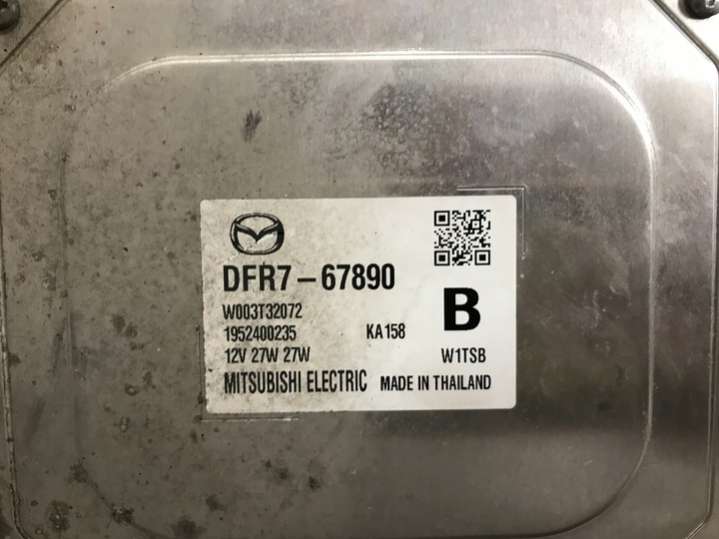 DFR7-67890
W003T32072
1952400235 KA158
B
12V 27W 27W W1TSB
MITSUBISHI ELECTRIC MADE IN THAILAND